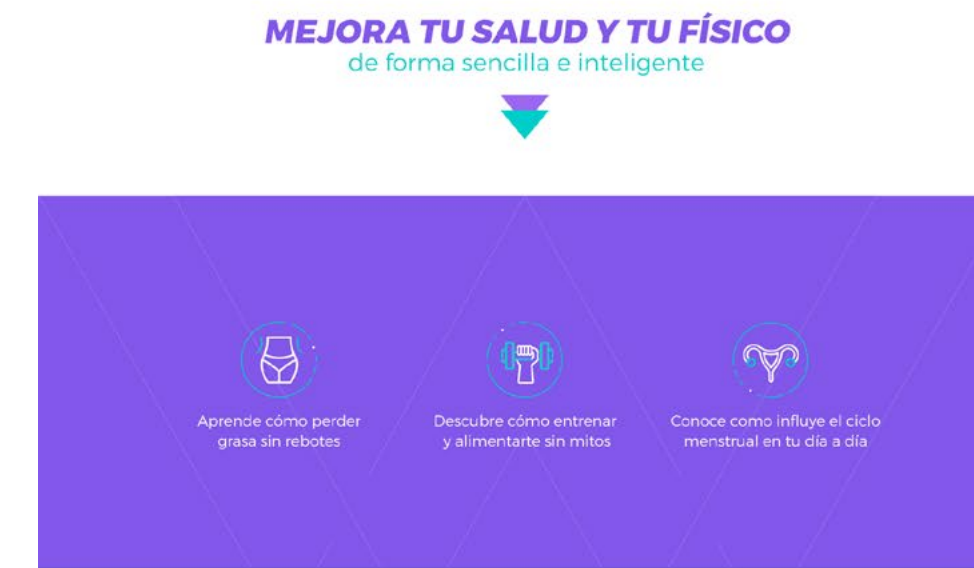 MEJORA TU SALUD Y TU FÍSICO
de forma sencilla e inteligente
Aprende cómo perder
grasa sin rebotes
Descubre cómo entrenar
y alimentarte sin mitos
Conoce como influye el ciclo
menstrual en tu día a día